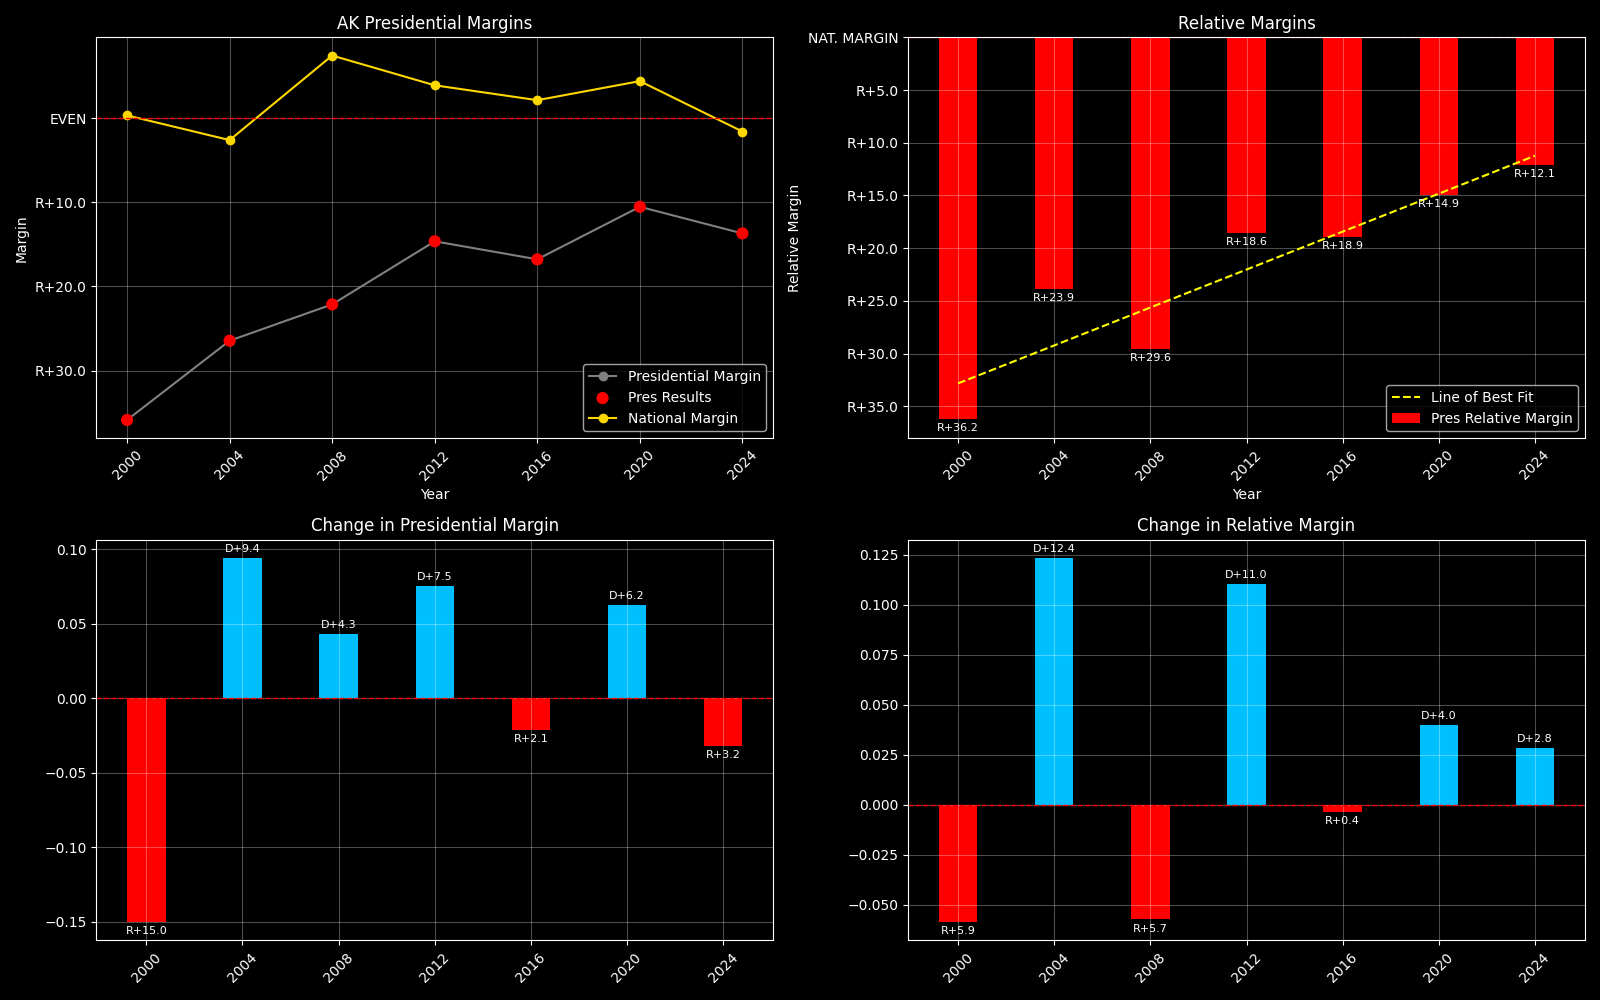 AK Presidential Margins
EVEN
R+10.0
R+20.0
R+30.0
Margin
Presidential Margin
Pres Results
National Margin
2000 2004 2008 2012 2016 2020 2024
Year
Relative Margins
NAT. MARGIN
R+5.0
R+10.0
R+15.0
R+20.0
R+25.0
R+30.0
R+35.0
Relative Margin
R+36.2
R+23.9
R+29.6
R+18.6
R+18.9
R+14.9
R+12.1
Line of Best Fit
Pres Relative Margin
2000 2004 2008 2012 2016 2020 2024
Year
Change in Presidential Margin
0.10
0.05
0.00
−0.05
−0.10
−0.15
R+15.0
D+9.4
D+4.3
D+7.5
R+2.1
D+6.2
R+3.2
2000 2004 2008 2012 2016 2020 2024
Change in Relative Margin
0.125
0.100
0.075
0.050
0.025
0.000
−0.025
−0.050
R+5.9
D+12.4
R+5.7
D+11.0
R+0.4
D+4.0
D+2.8
2000 2004 2008 2012 2016 2020 2024